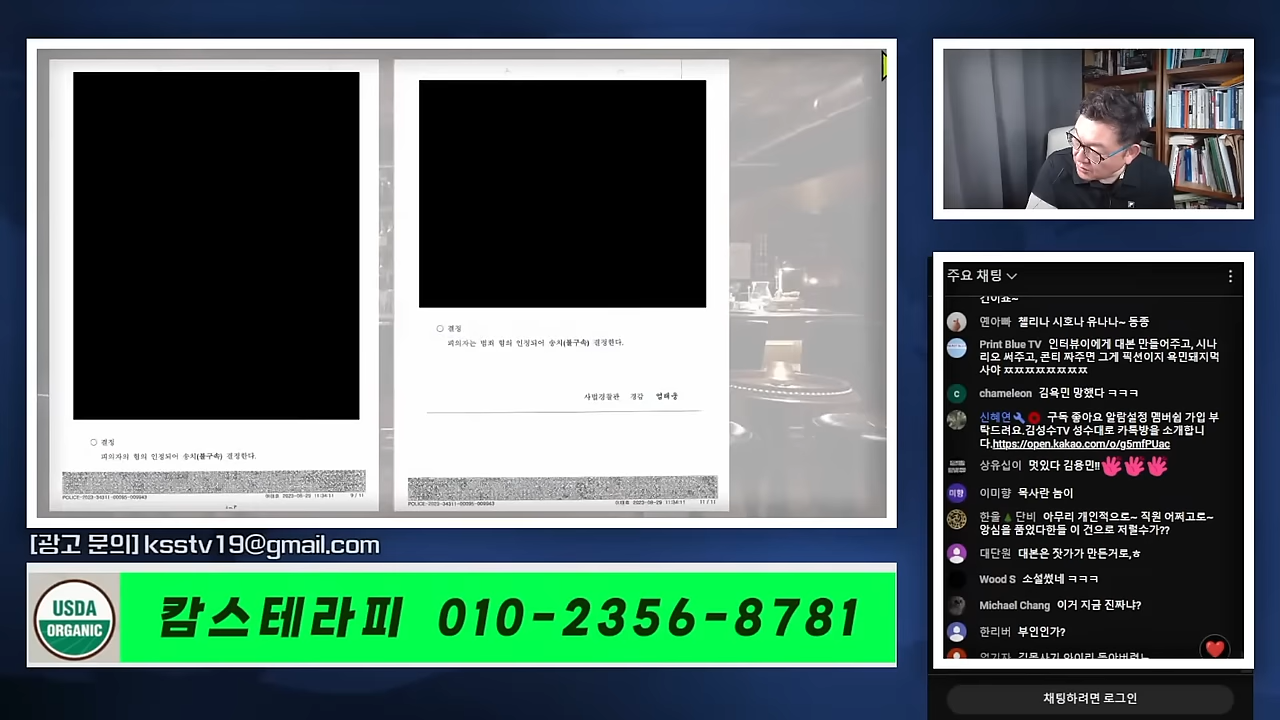 ○ 결정
피의자의 혐의 인정되어 송치(불구속) 결정한다.
○ 결정
피의자는 범죄 혐의 인정되어 송치(불구속) 결정한다.
사법경찰관 경감
[광고 문의] ksstv19@gmail.com
USDA
ORGANIC
캄스테라피 010-2356-8781
주요 채팅
옌아빠 첼리나 시호나 유나나~ 등종
Print Blue TV 인터뷰이에게 대본 만들어주고, 시나
리오 써주고, 콘티 짜주면 그게 픽션이지 욕민돼지먹
사야 ㅉㅉㅉㅉㅉㅉㅉㅉ
C chameleon 김욕민 망했다 ㅋㅋㅋ
신혜연 구독 좋아요 알람설정 멤버쉽 가입 부
탁드려요.김성수TV 성수대로 카톡방을 소개합니
다.https://open.kakao.com/o/g5mfPUac
상유십이 멋있다 김용민!!
미향 이미향 목사란 놈이
한울 단비 아무리 개인적으로~ 직원 어쩌고로~
앙심을 품었다한들 이 건으로 저럴수가??
대단원 대본은 잣가가 만든거로,ㅎ
Wood S 소설썼네 ㅋㅋㅋ
Michael Chang 이거 지금 진짜냐?
한리버 부인인가?
채팅하려면 로그인